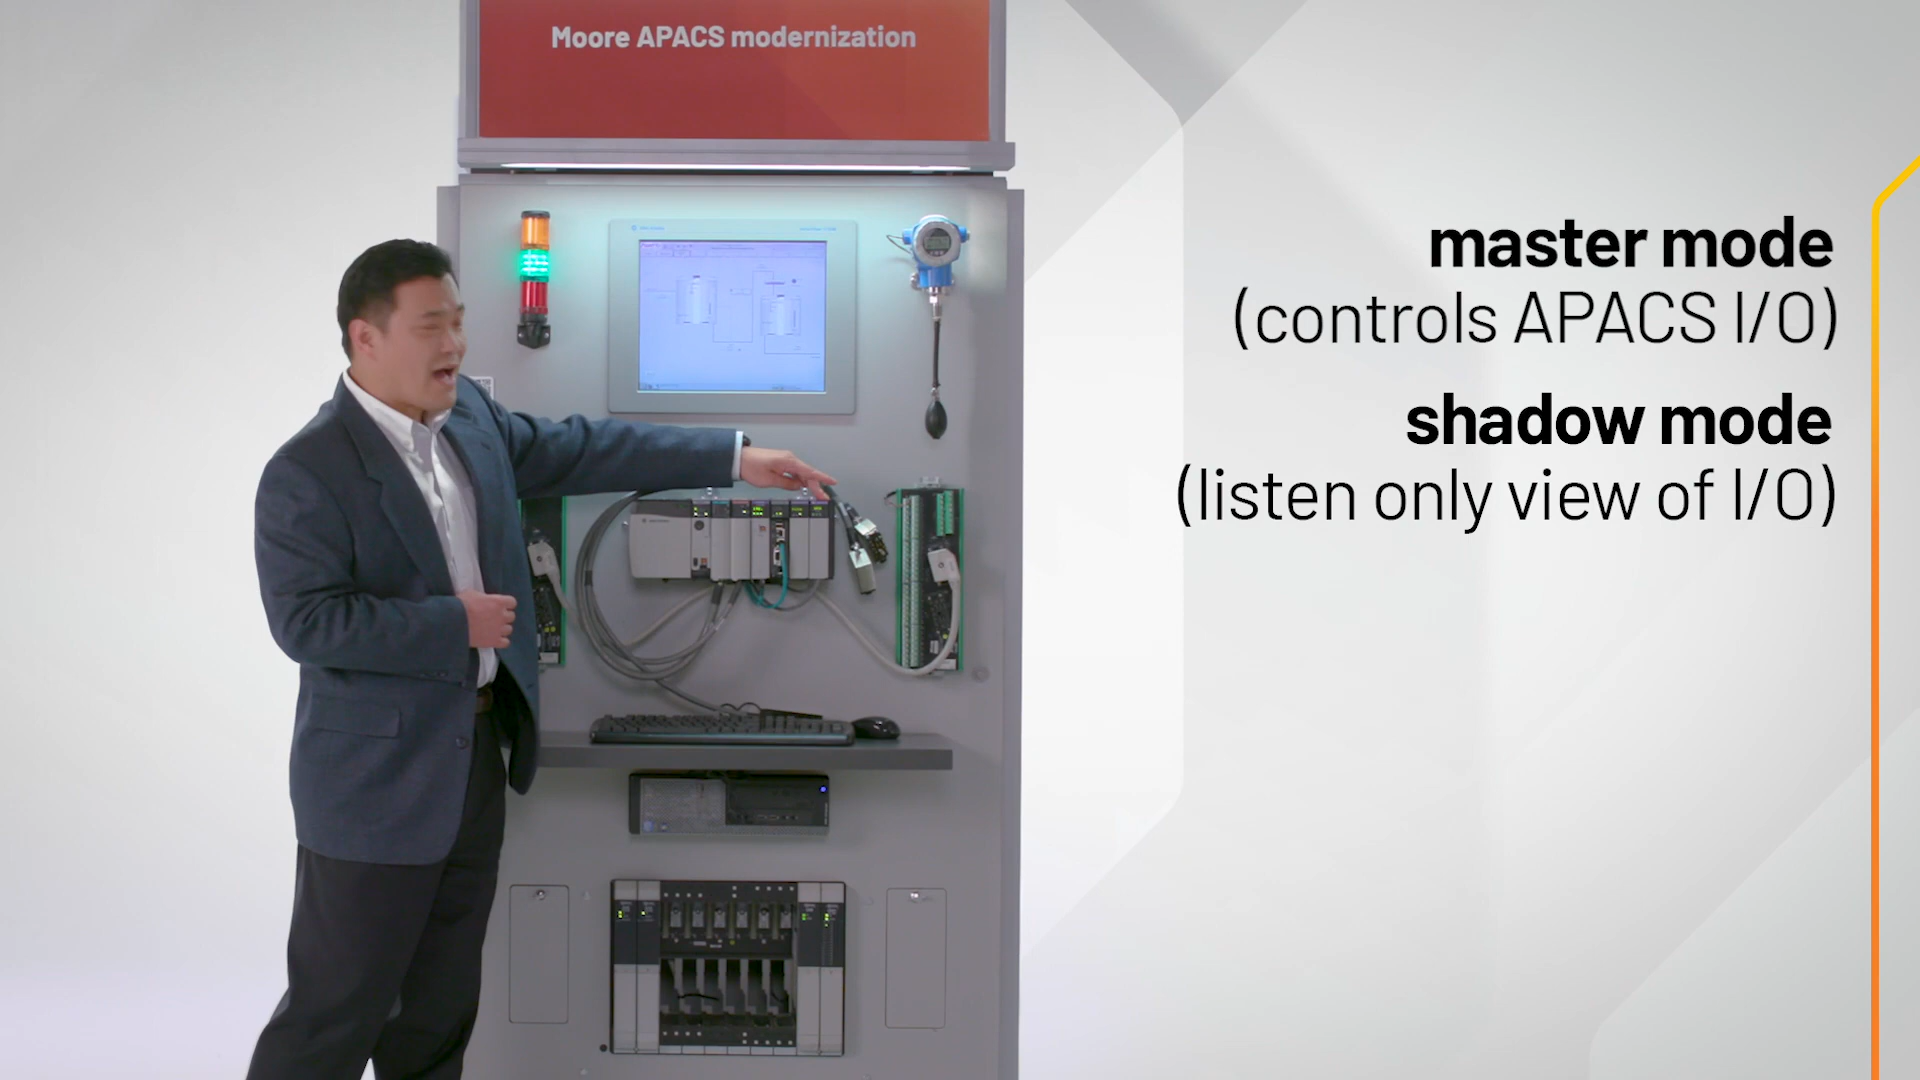 Moore APACS modernization
master mode
(controls APACS I/O)
shadow mode
(listen only view of I/O)